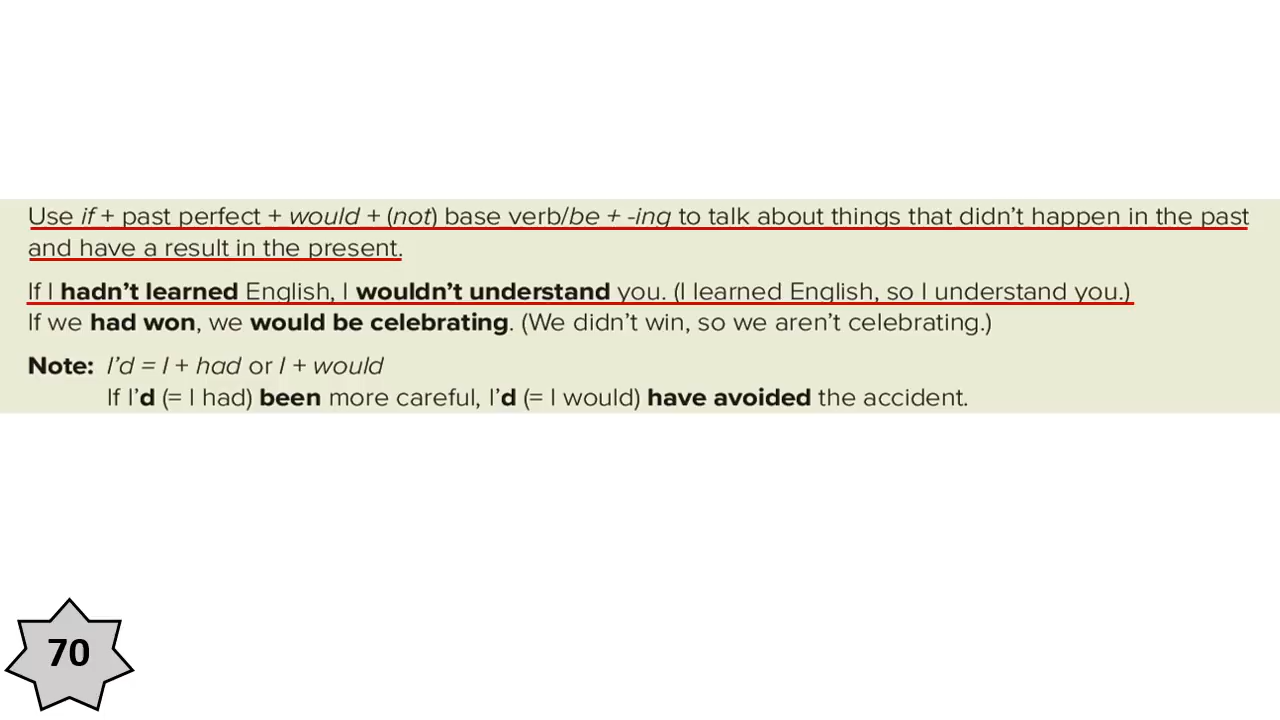 Use if + past perfect + would + (not) base verb/be + -ing to talk about things that didn't happen in the past
and have a result in the present.
If I hadn't learned English, I wouldn't understand you. (I learned English, so I understand you.)
If we had won, we would be celebrating. (We didn't win, so we aren't celebrating.)
Note: I'd = I + had or I + would
If I'd (= I had) been more careful, I'd (= I would) have avoided the accident.
70